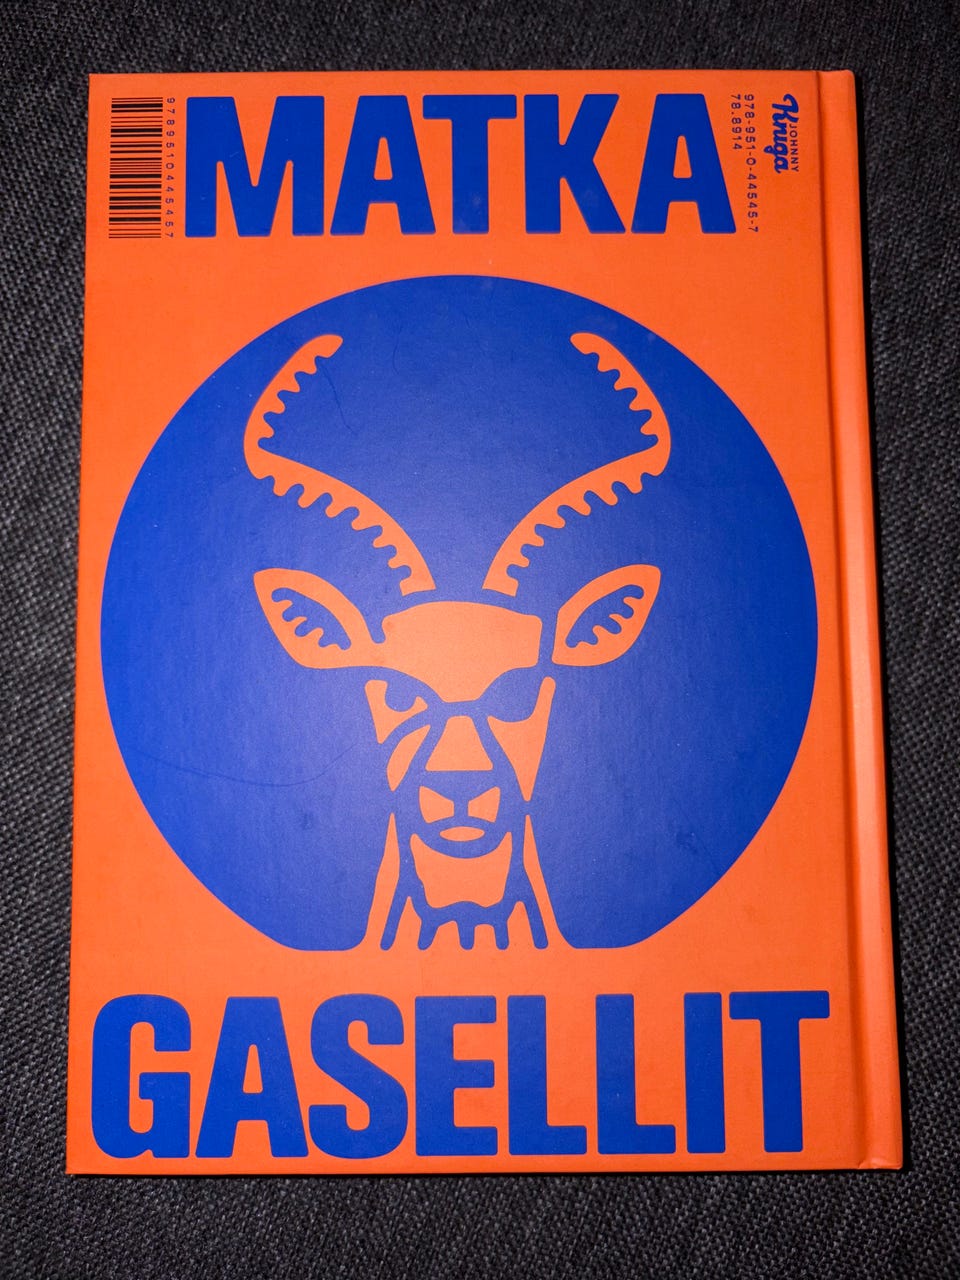 MATKA
GASELLIT
9789510445457
Johnny
Kniga
978-951-0-44545-7
78.8914